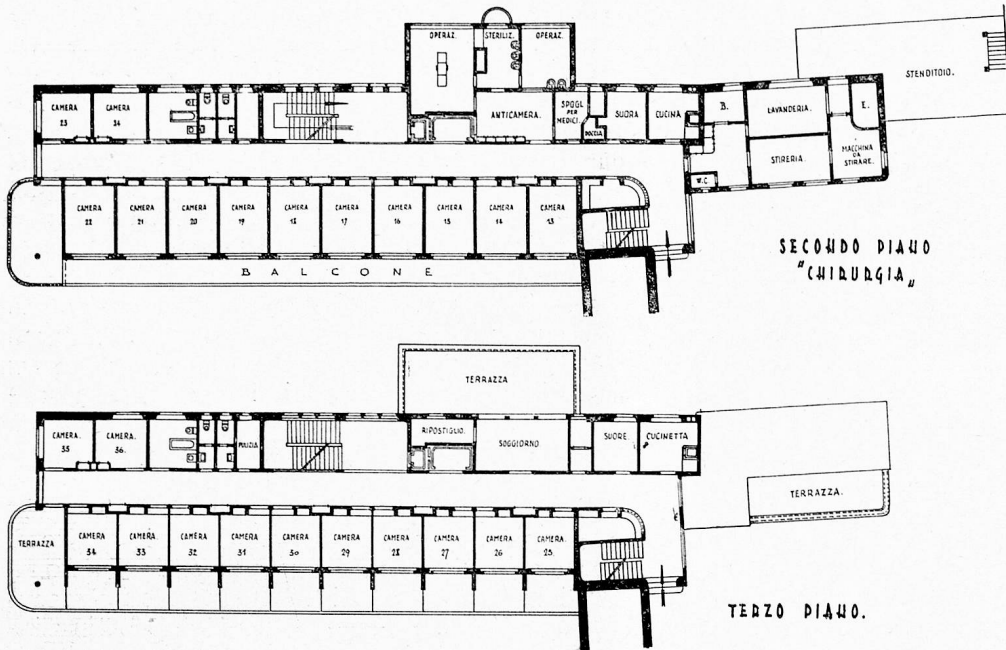 OPERAZ.
STERILIZ.
OPERAZ.
STENDITOIO.
CAMERA
23
CAMERA
24
ANTICAMERA.
SPOGL.
PER
MEDICI.
DOCCIA
SUORA
CUCINA
B.
LAVANDERIA.
E.
STIRERIA.
MACCHINA
DA
STIRARE.
W.C.
CAMERA
22
CAMERA
21
CAMERA
20
CAMERA
19
CAMERA
18
CAMERA
17
CAMERA
16
CAMERA
15
CAMERA
14
CAMERA
13
BALCONE
SECONDO PIANO
"CHIRURGIA„
TERRAZZA
CAMERA.
35
CAMERA.
36.
PULIZIA
RIPOSTIGLIO.
SOGGIORNO
SUORE.
CUCINETTA
TERRAZZA.
TERRAZZA
CAMERA
34
CAMERA
33
CAMERA
32
CAMERA
31
CAMERA
30
CAMERA
29
CAMERA
28
CAMERA
27
CAMERA
26
CAMERA
25.
TERZO PIANO.